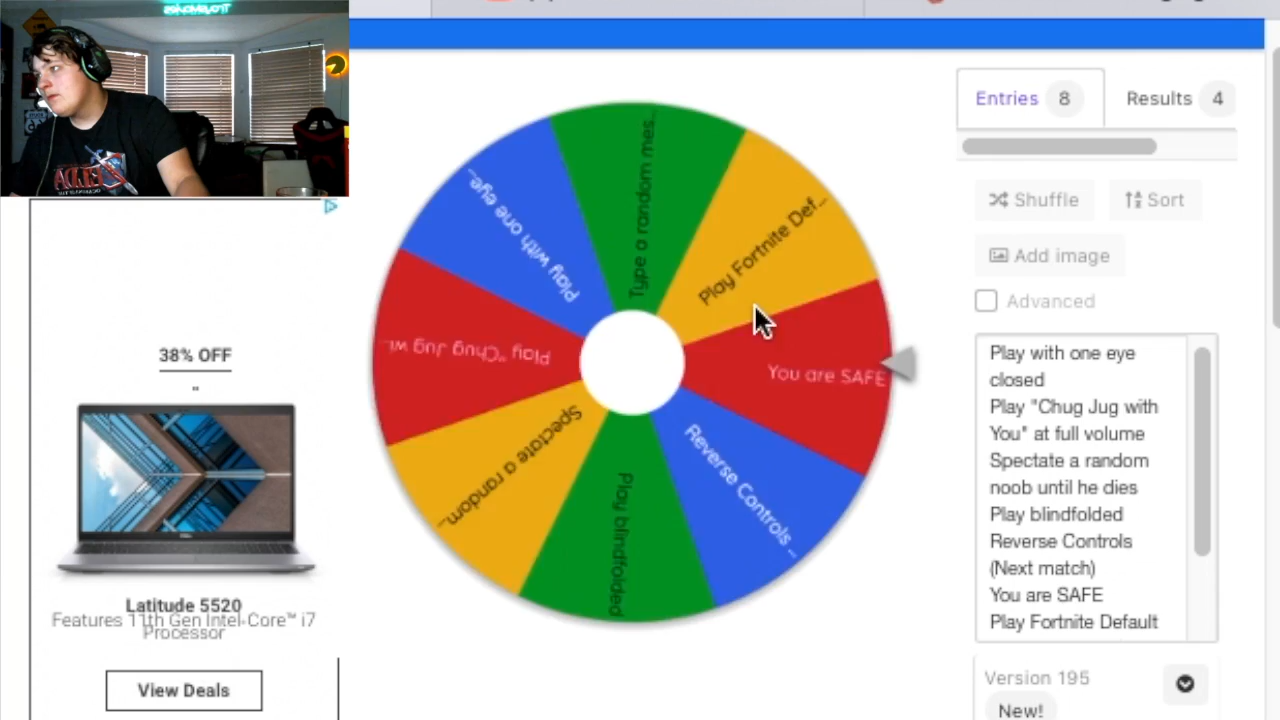 Entries 8
Results 4
Shuffle
Sort
Add image
Advanced
Play with one eye
closed
Play "Chug Jug with
You" at full volume
Spectate a random
noob until he dies
Play blindfolded
Reverse Controls
(Next match)
You are SAFE
Play Fortnite Default
Version 195
New!
Type a random mes...
Play Fortnite Def...
You are SAFE
Reverse Controls ...
Play blindfolded
Spectate a random...
Play "Chug Jug wi...
Play with one eye...
38% OFF
Latitude 5520
Features 11th Gen Intel® Core™ i7
Processor
View Deals